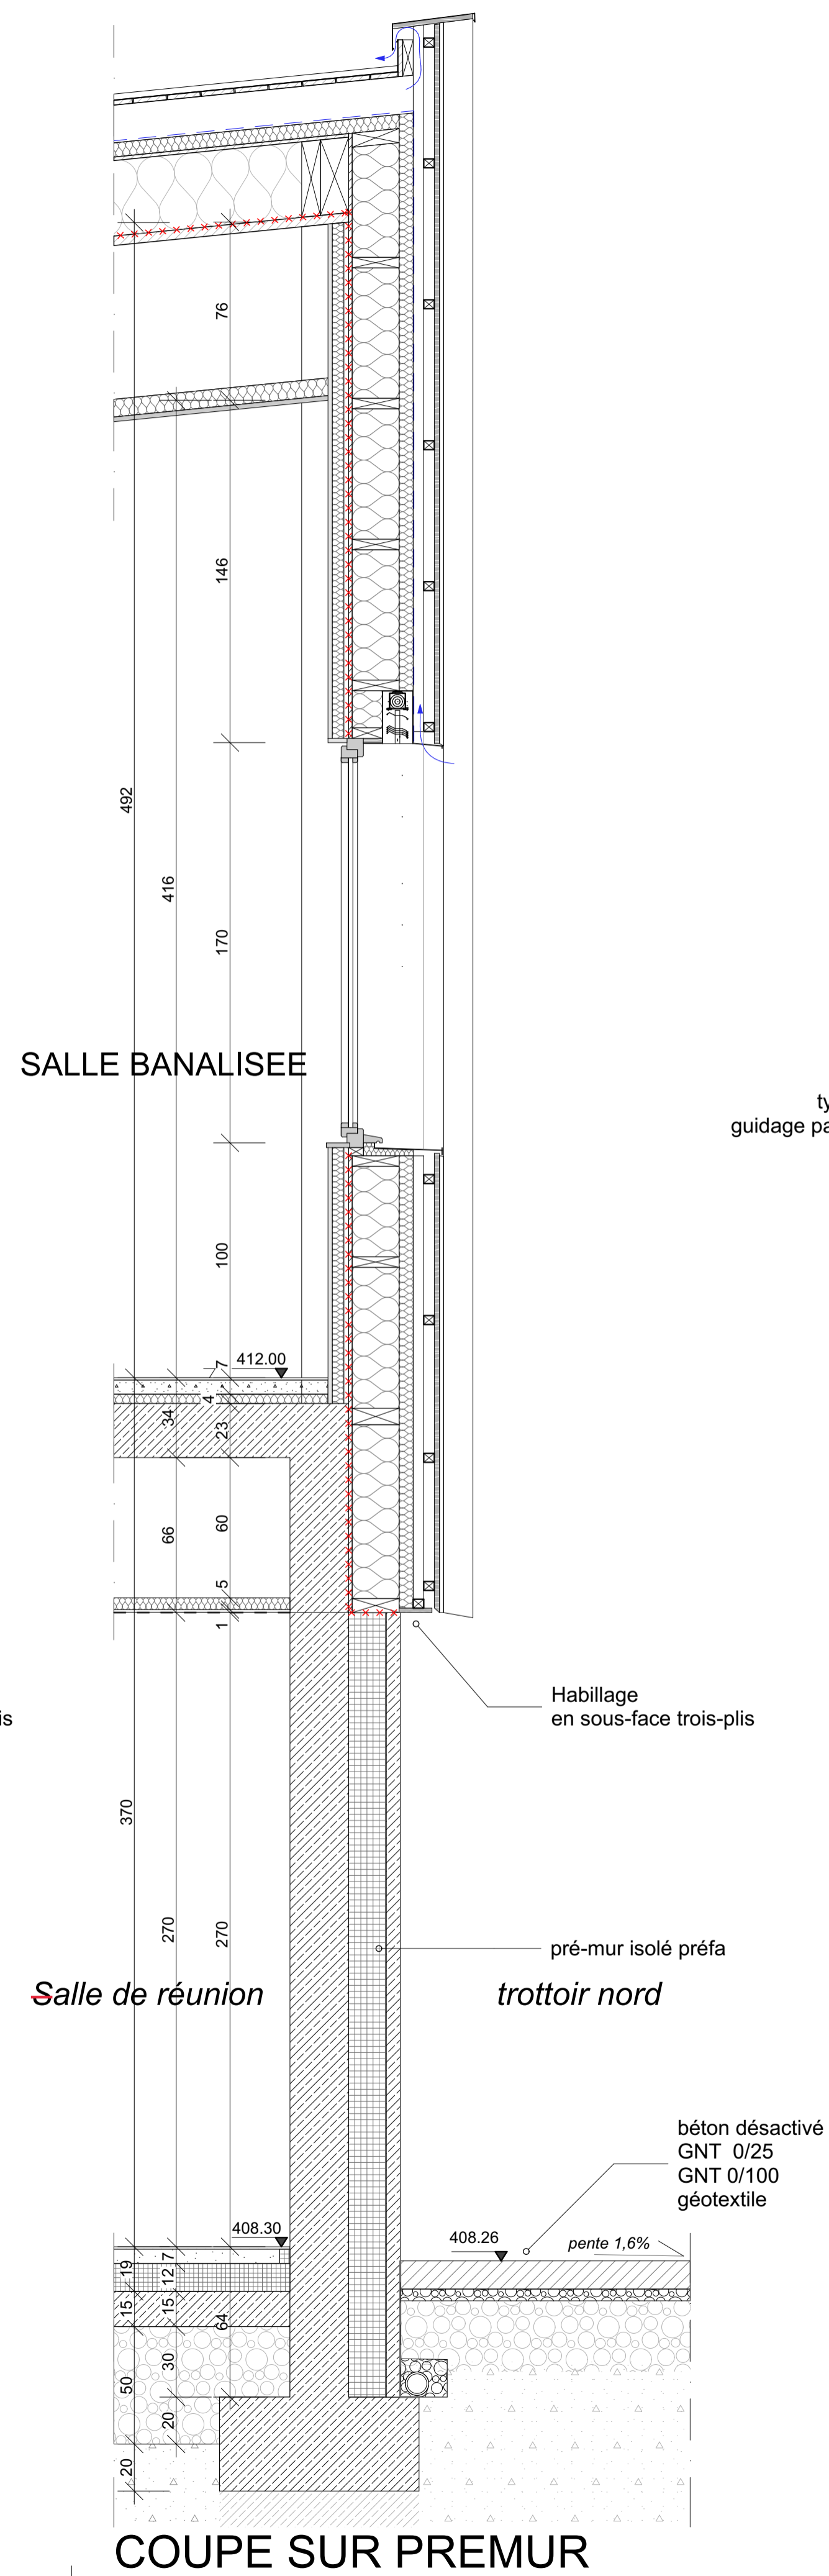 76
146
492
416
170
SALLE BANALISEE
ty
guidage pa
100
7
412.00
4
34
23
66
60
5
1
Habillage
en sous-face trois-plis
is
370
270
270
pré-mur isolé préfa
Salle de réunion
trottoir nord
béton désactivé
GNT 0/25
GNT 0/100
géotextile
408.30
408.26
pente 1,6%
19
7
12
15
15
64
30
50
20
20
COUPE SUR PREMUR